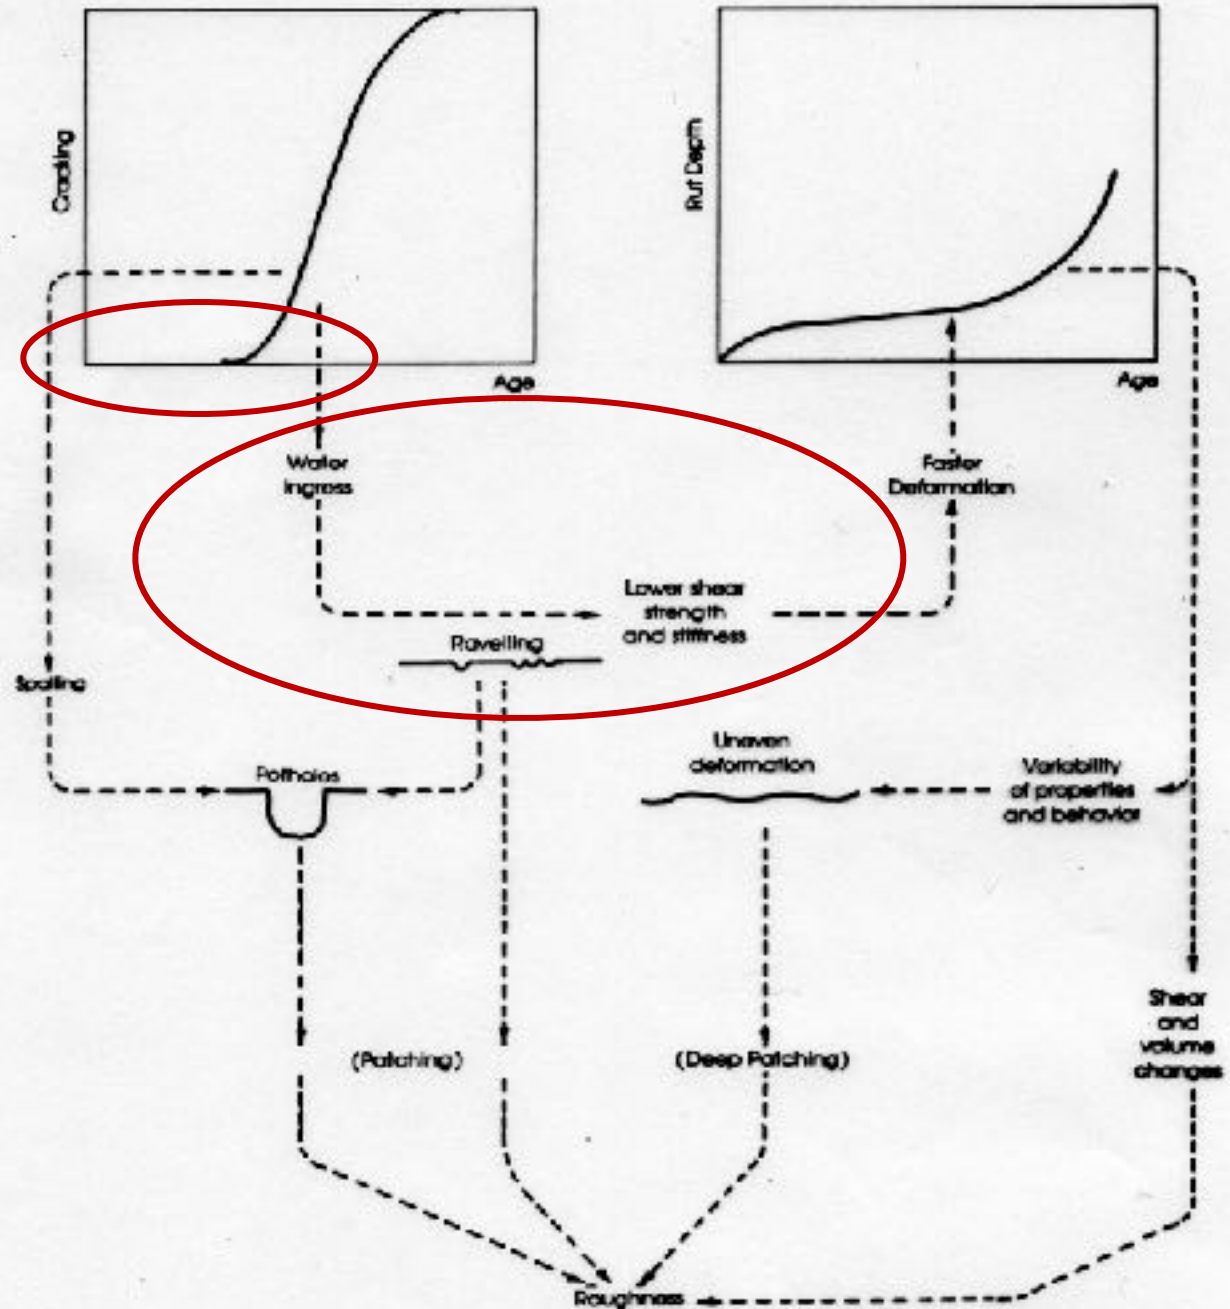 Cracking
Age
Rut Depth
Age
Water
Ingress
Faster
Deformation
Lower shear
strength
and stiffness
Ravelling
Spalling
Potholes
Uneven
deformation
Variability
of properties
and behavior
(Patching)
(Deep Patching)
Shear
and
volume
changes
Roughness